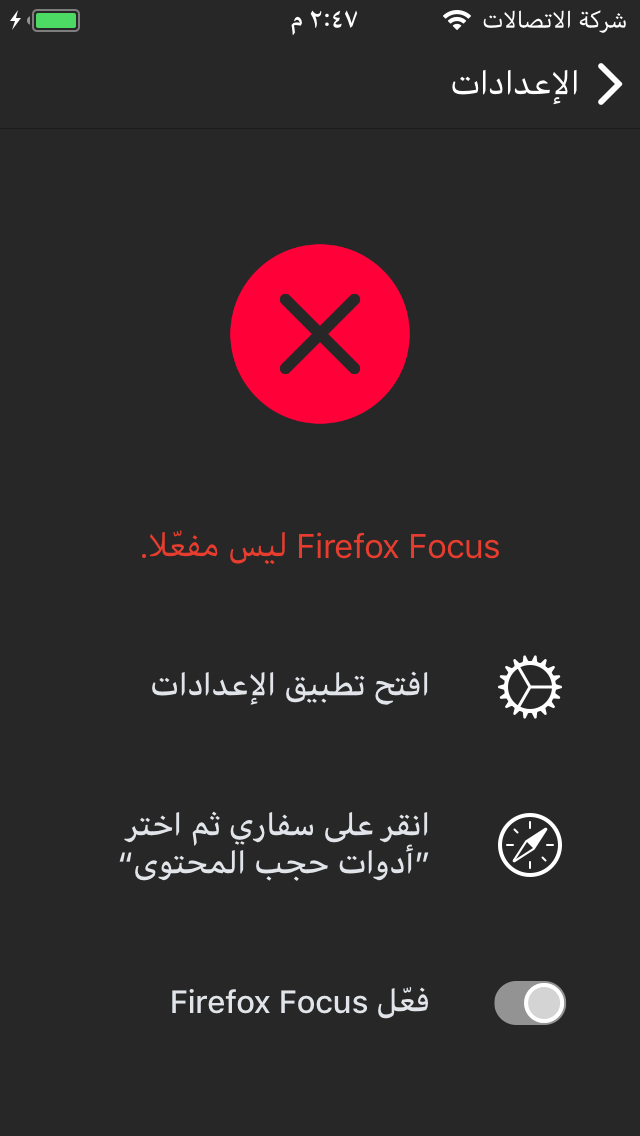 شركة الاتصالات ٢:٤٧ م
الإعدادات
Firefox Focus ليس مفعّلا.
افتح تطبيق الإعدادات
انقر على سفاري ثم اختر
”أدوات حجب المحتوى“
فعّل Firefox Focus